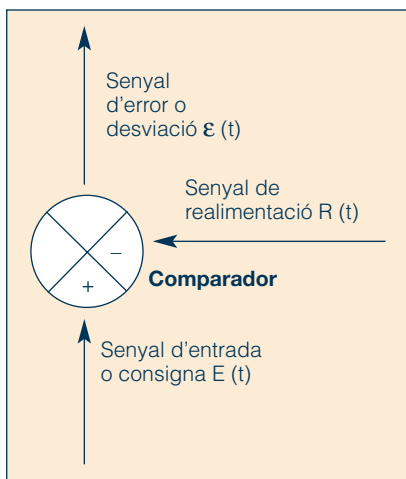 Senyal
d'error o
desviació ε (t)
Senyal de
realimentació R (t)
–
+
Comparador
Senyal d'entrada
o consigna E (t)